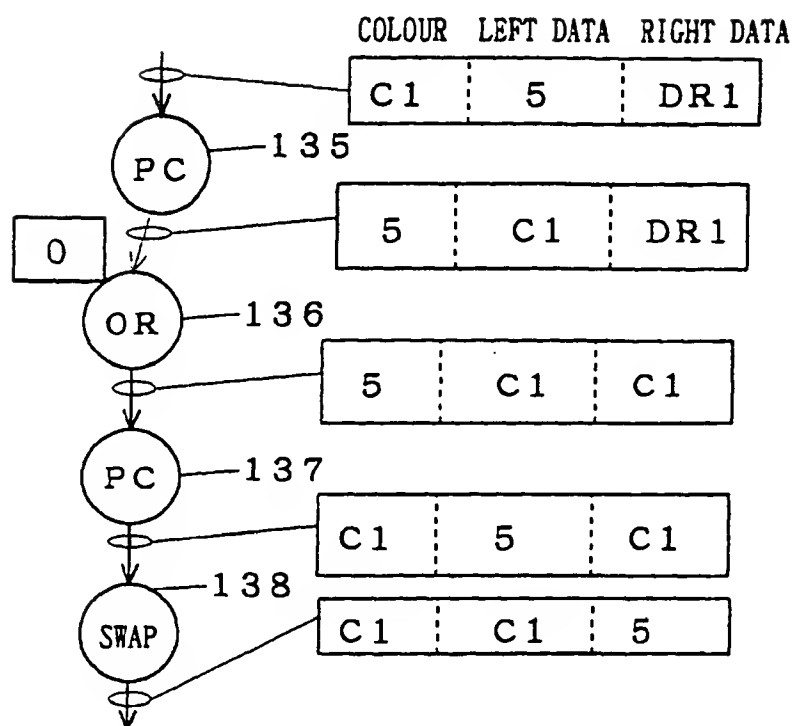 COLOUR LEFT DATA RIGHT DATA
C1 5 DR1
PC 135
5 C1 DR1
0
OR 136
5 C1 C1
PC 137
C1 5 C1
138
SWAP
C1 C1 5